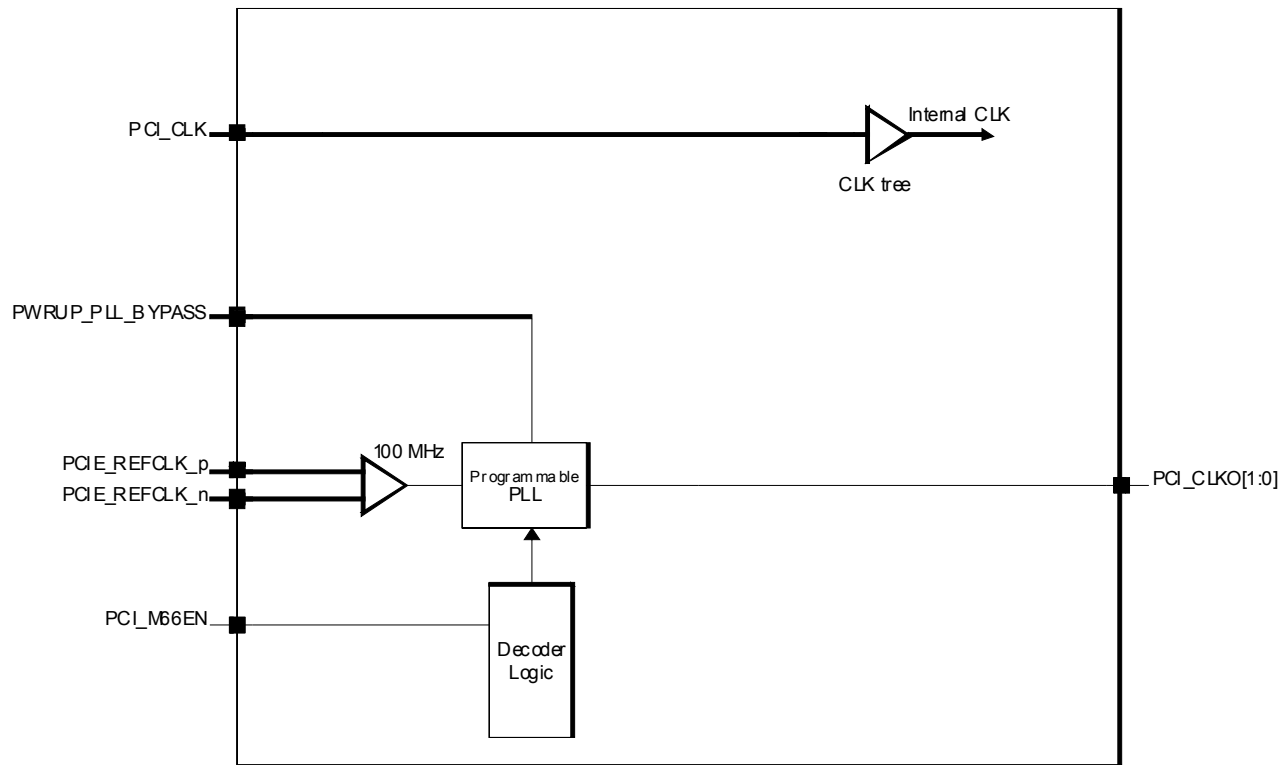 Internal CLK
PCI_CLK
CLK tree
PWRUP_PLL_BYPASS
100 MHz
PCIE_REFCLK_p
Programmable
PLL
PCI_CLKO[1:0]
PCIE_REFCLK_n
PCI_M66EN
Decoder
Logic